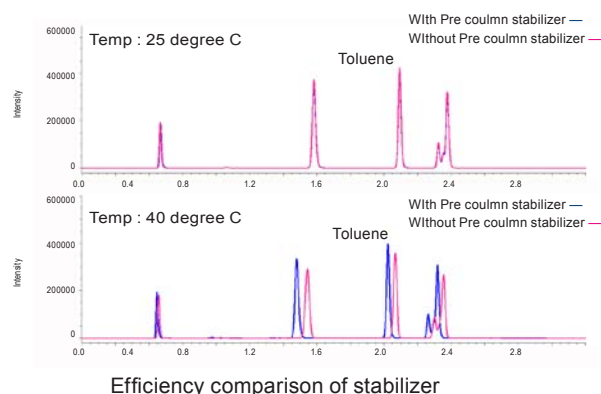 WIth Pre coulmn stabilizer
WIthout Pre coulmn stabilizer
Temp : 25 degree C
Toluene
600000
400000
200000
0
Intensity
0.0 0.4 0.8 1.2 1.6 2.0 2.4 2.8
WIth Pre coulmn stabilizer
WIthout Pre coulmn stabilizer
Temp : 40 degree C
Toluene
600000
400000
200000
0
Intensity
0.0 0.4 0.8 1.2 1.6 2.0 2.4 2.8
Efficiency comparison of stabilizer